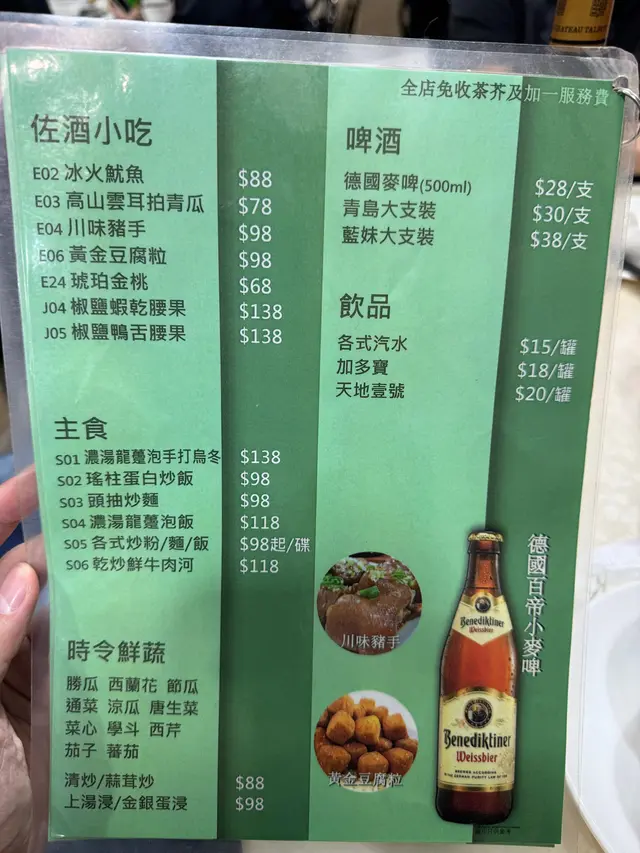 CHATEAU TALBOT
全店免收茶芥及加一服務費
佐酒小吃
E02 冰火魷魚 $88
E03 高山雲耳拍青瓜 $78
E04 川味豬手 $98
E06 黃金豆腐粒 $98
E24 琥珀金桃 $68
J04 椒鹽蝦乾腰果 $138
J05 椒鹽鴨舌腰果 $138
主食
S01 濃湯龍躉泡手打烏冬 $138
S02 瑤柱蛋白炒飯 $98
S03 頭抽炒麵 $98
S04 濃湯龍躉泡飯 $118
S05 各式炒粉/麵/飯 $98起/碟
S06 乾炒鮮牛肉河 $118
時令鮮蔬
勝瓜 西蘭花 節瓜
通菜 涼瓜 唐生菜
菜心 學斗 西芹
茄子 蕃茄
清炒/蒜茸炒 $88
上湯浸/金銀蛋浸 $98
啤酒
德國麥啤(500ml) $28/支
青島大支裝 $30/支
藍妹大支裝 $38/支
飲品
各式汽水 $15/罐
加多寶 $18/罐
天地壹號 $20/罐
川味豬手
黃金豆腐粒
德國百帝小麥啤
Benediktiner
Weissbier
Benediktiner
Weissbier
BREWED ACCORDING
TO THE GERMAN PURITY LAW OF 1516